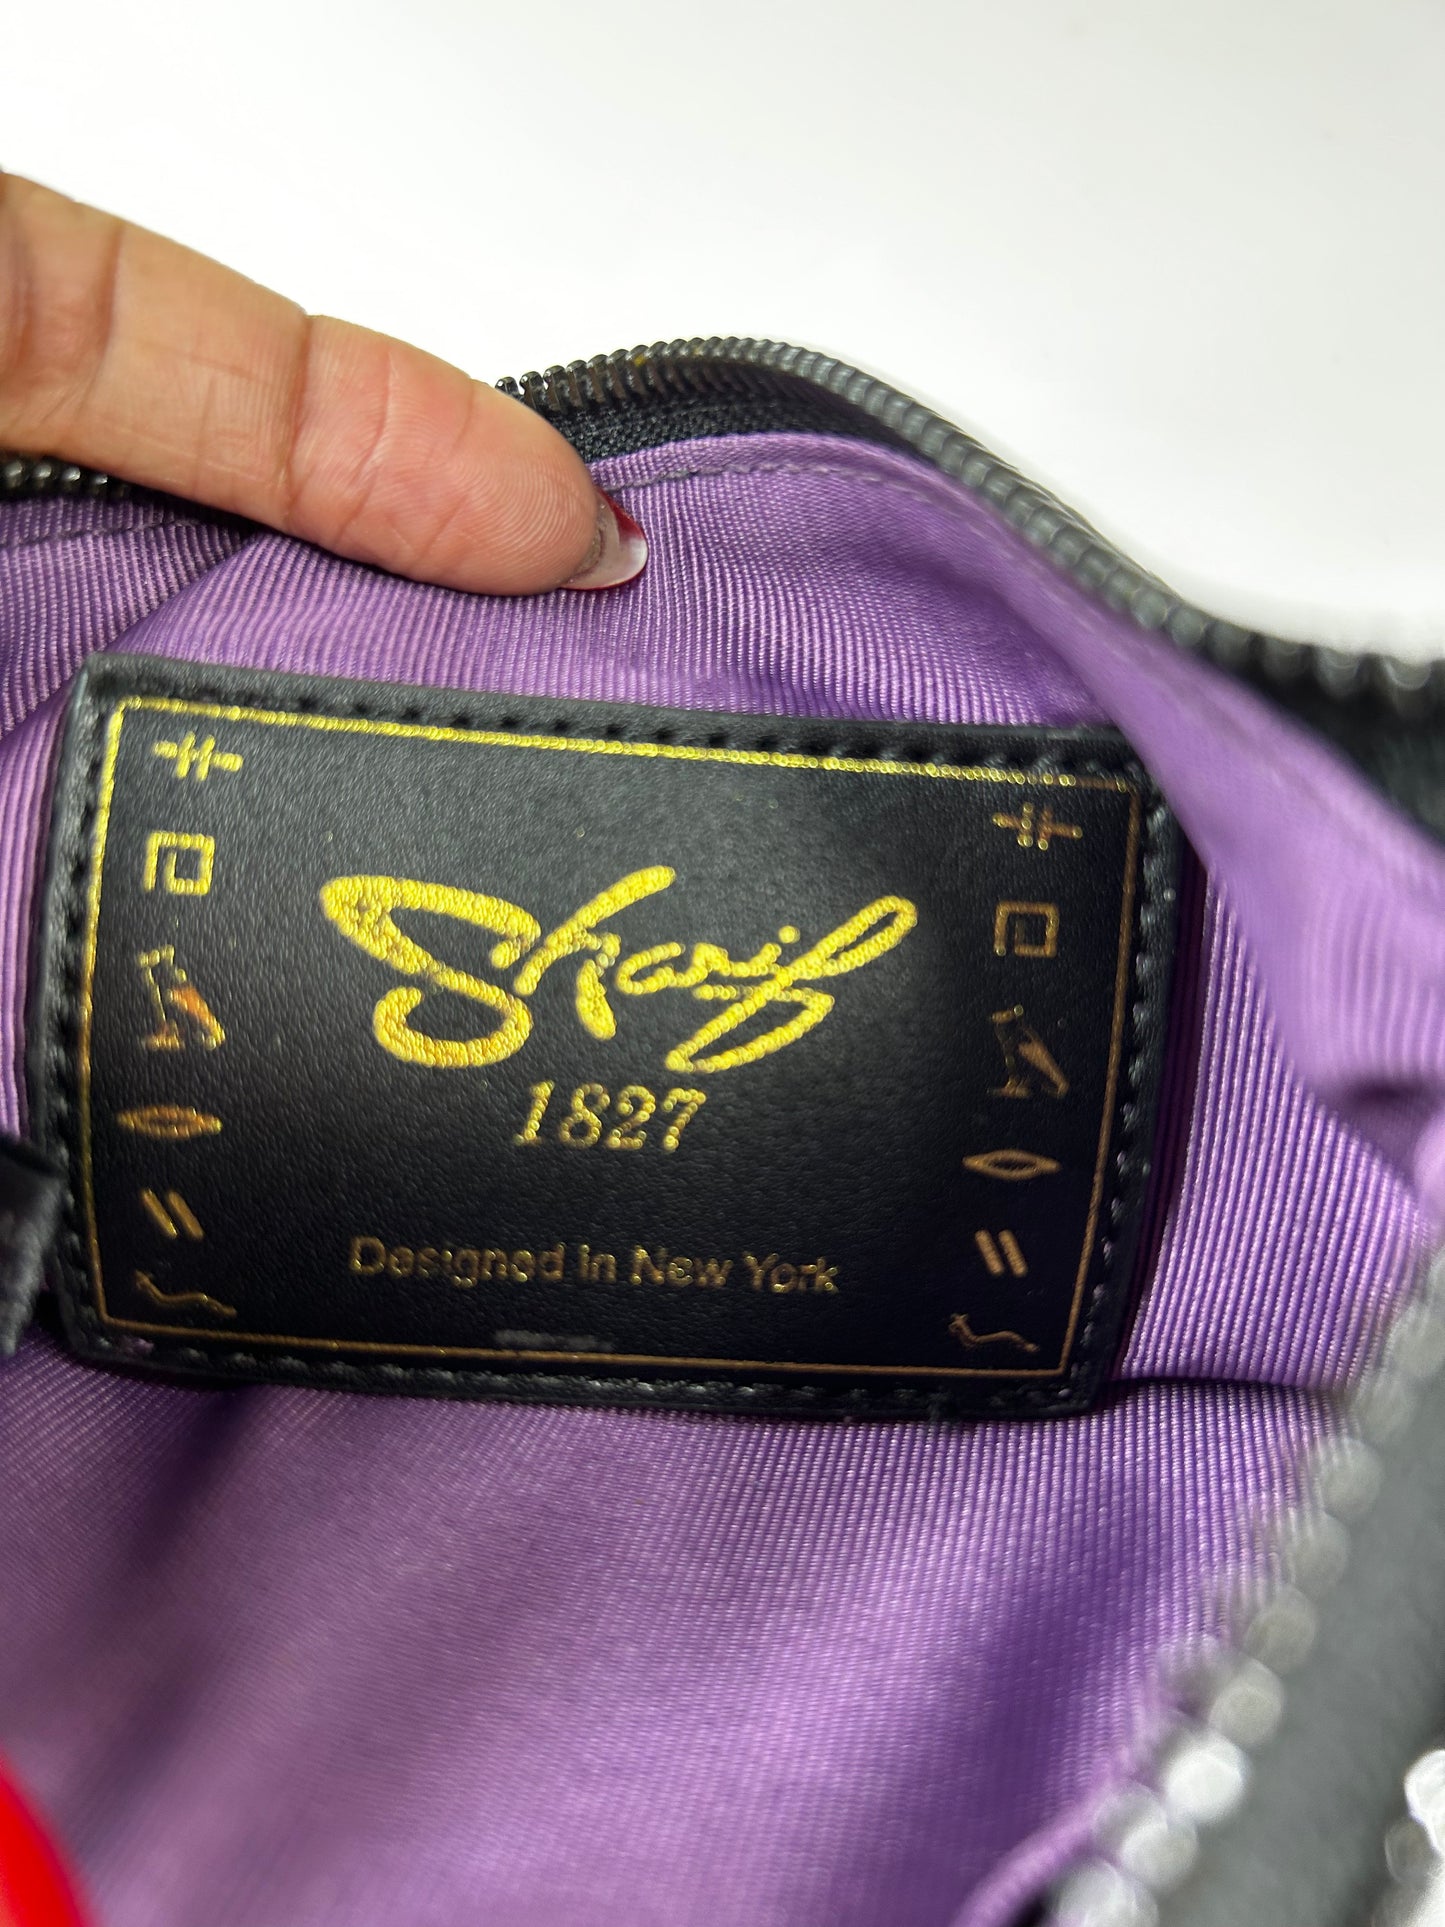 Sharif
1827
Designed in New York